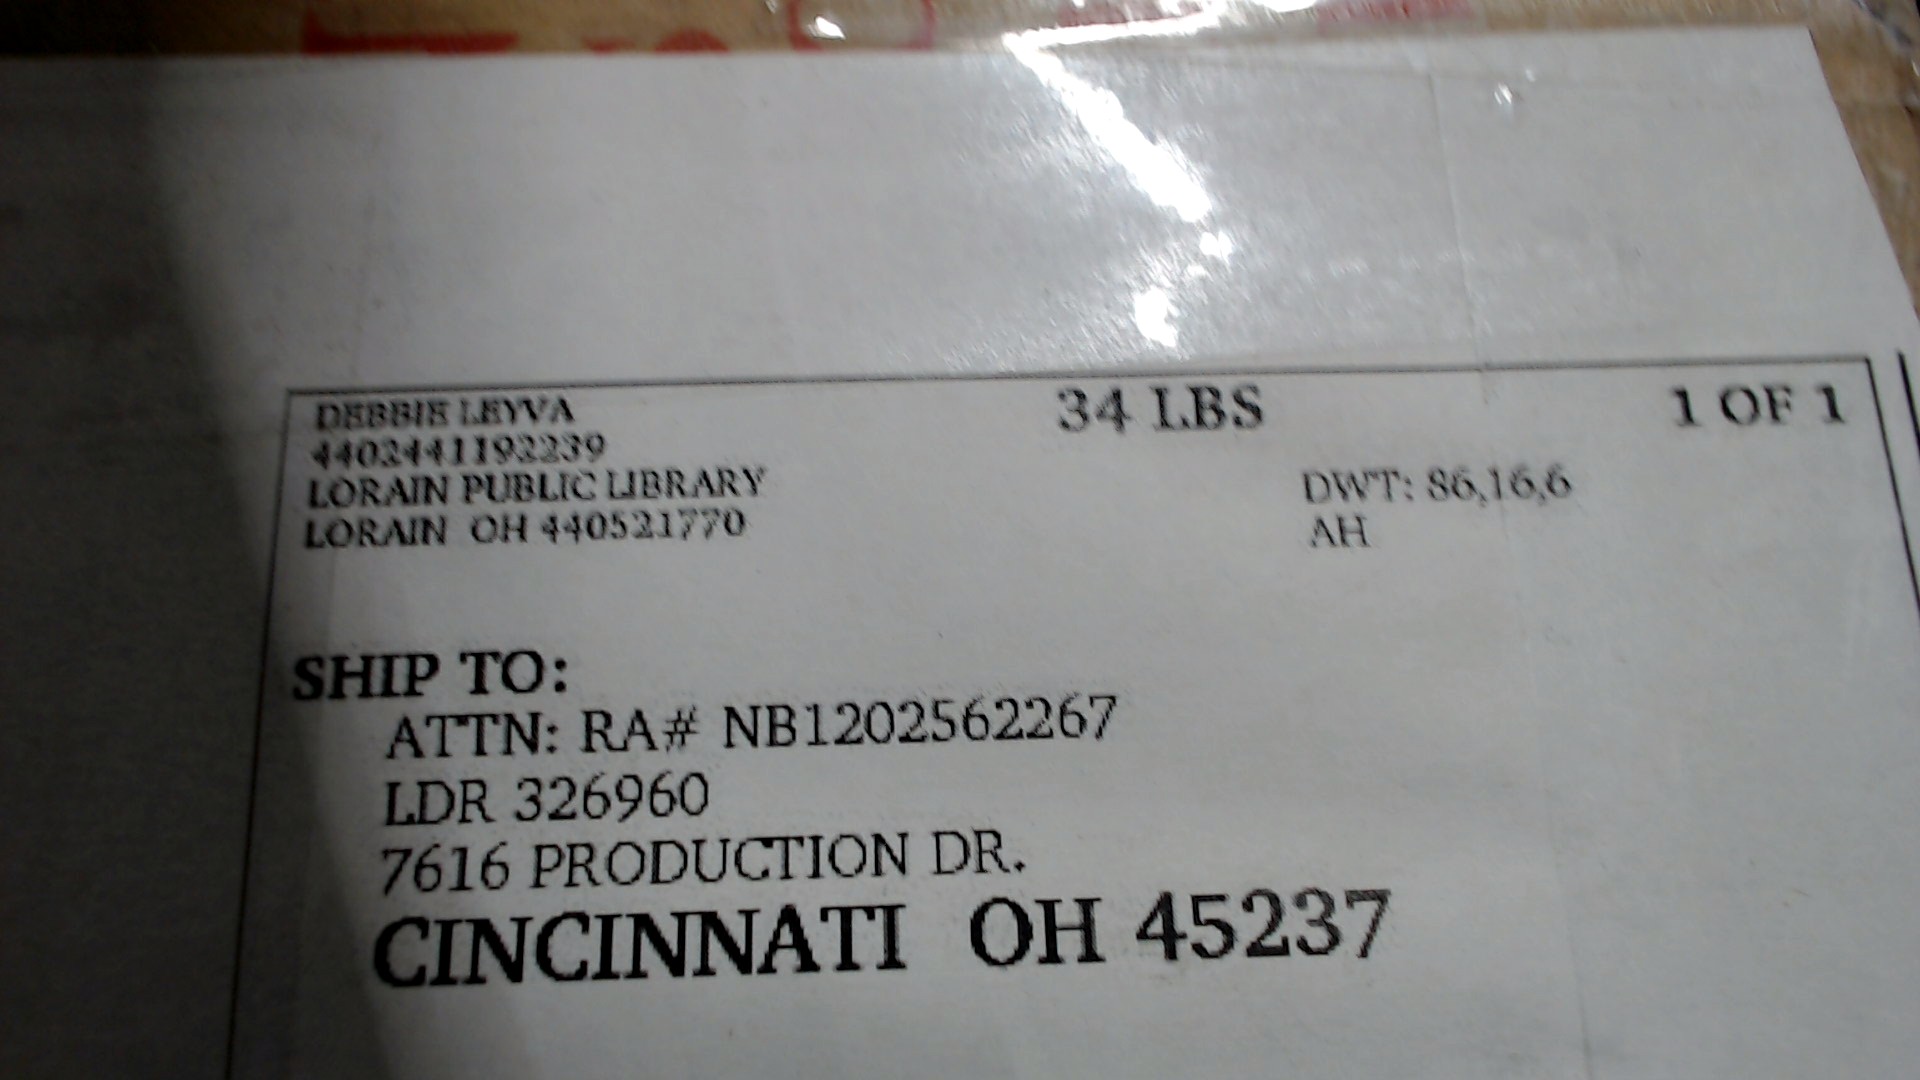 DEBBIE LEYVA
4402441192239
LORAIN PUBLIC LIBRARY
LORAIN OH 440521770
34 LBS
1 OF 1
DWT: 86,16,6
AH
SHIP TO:
ATTN: RA# NB1202562267
LDR 326960
7616 PRODUCTION DR.
CINCINNATI OH 45237